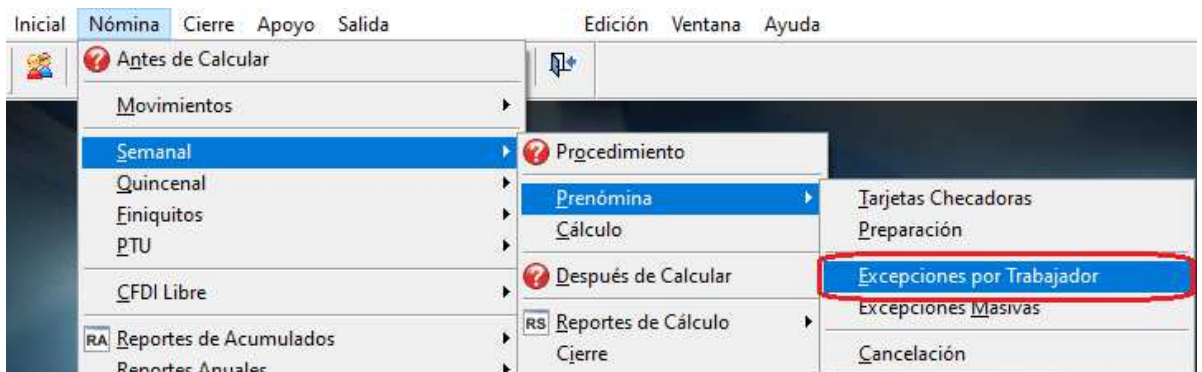 Inicial Nómina Cierre Apoyo Salida Edición Ventana Ayuda
Antes de Calcular
Movimientos
Semanal
Quincenal
Finiquitos
PTU
CFDI Libre
RA Reportes de Acumulados
Reportes Anuales
Procedimiento
Prenómina
Cálculo
Después de Calcular
RS Reportes de Cálculo
Cierre
Tarjetas Checadoras
Preparación
Excepciones por Trabajador
Excepciones Masivas
Cancelación